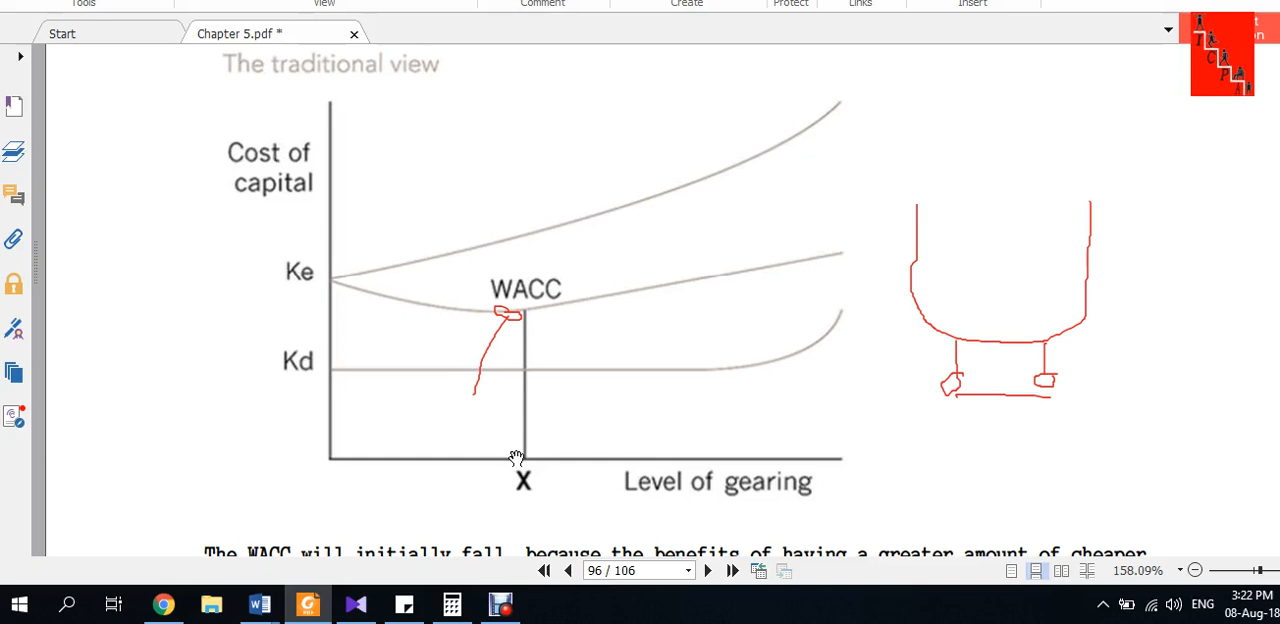 Tools View Comment Create Protect Links Insert
Start Chapter 5.pdf *
T C P A
The traditional view
Cost of
capital
Ke
WACC
Kd
X Level of gearing
The WACC will initially fall, because the benefits of having a greater amount of cheaper
96 / 106 158.09%
ENG 3:22 PM
08-Aug-18